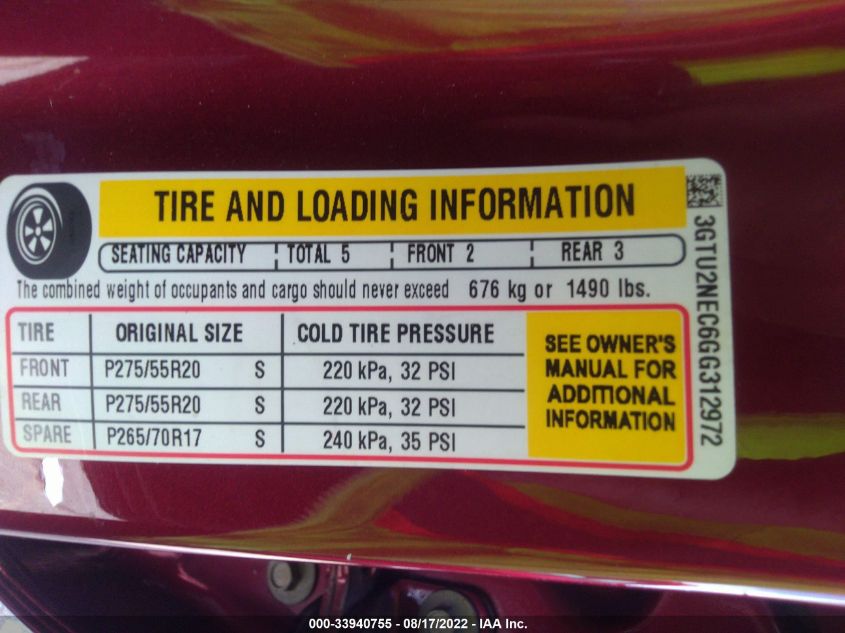 TIRE AND LOADING INFORMATION
SEATING CAPACITY TOTAL 5 FRONT 2 REAR 3
The combined weight of occupants and cargo should never exceed 676 kg or 1490 lbs.
TIRE ORIGINAL SIZE COLD TIRE PRESSURE
FRONT P275/55R20 S 220 kPa, 32 PSI
REAR P275/55R20 S 220 kPa, 32 PSI
SPARE P265/70R17 S 240 kPa, 35 PSI
SEE OWNER'S
MANUAL FOR
ADDITIONAL
INFORMATION
3GTU2NEC6GG312972
000-33940755 - 08/17/2022 - IAA Inc.